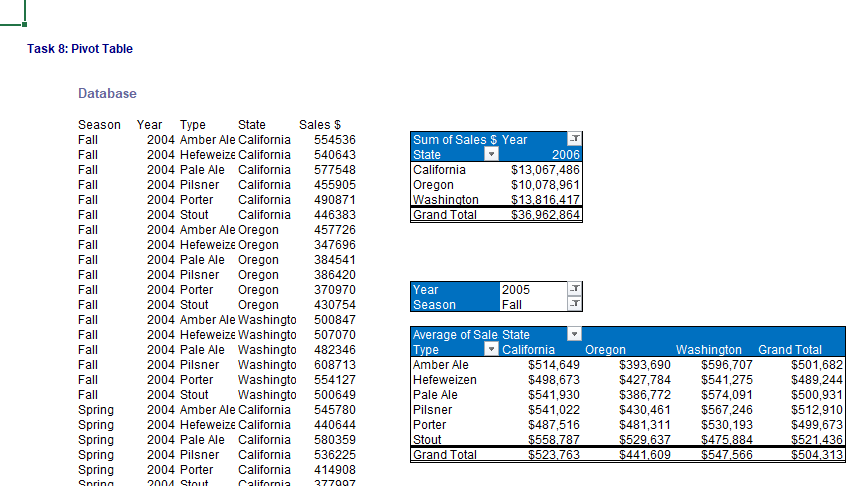 Task 8: Pivot Table
Database
Season Year Type State Sales $
Fall 2004 Amber Ale California 554536
Fall 2004 Hefeweize California 540643
Fall 2004 Pale Ale California 577548
Fall 2004 Pilsner California 455905
Fall 2004 Porter California 490871
Fall 2004 Stout California 446383
Fall 2004 Amber Ale Oregon 457726
Fall 2004 Hefeweize Oregon 347696
Fall 2004 Pale Ale Oregon 384541
Fall 2004 Pilsner Oregon 386420
Fall 2004 Porter Oregon 370970
Fall 2004 Stout Oregon 430754
Fall 2004 Amber Ale Washingto 500847
Fall 2004 Hefeweize Washingto 507070
Fall 2004 Pale Ale Washingto 482346
Fall 2004 Pilsner Washingto 608713
Fall 2004 Porter Washingto 554127
Fall 2004 Stout Washingto 500649
Spring 2004 Amber Ale California 545780
Spring 2004 Hefeweize California 440644
Spring 2004 Pale Ale California 580359
Spring 2004 Pilsner California 536225
Spring 2004 Porter California 414908
Spring 2004 Stout California 377997
Sum of Sales $ Year
State 2006
California $13,067,486
Oregon $10,078,961
Washington $13,816,417
Grand Total $36,962,864
Year 2005
Season Fall
Average of Sale State
Type California Oregon Washington Grand Total
Amber Ale $514,649 $393,690 $596,707 $501,682
Hefeweizen $498,673 $427,784 $541,275 $489,244
Pale Ale $541,930 $386,772 $574,091 $500,931
Pilsner $541,022 $430,461 $567,246 $512,910
Porter $487,516 $481,311 $530,193 $499,673
Stout $558,787 $529,637 $475,884 $521,436
Grand Total $523,763 $441,609 $547,566 $504,313